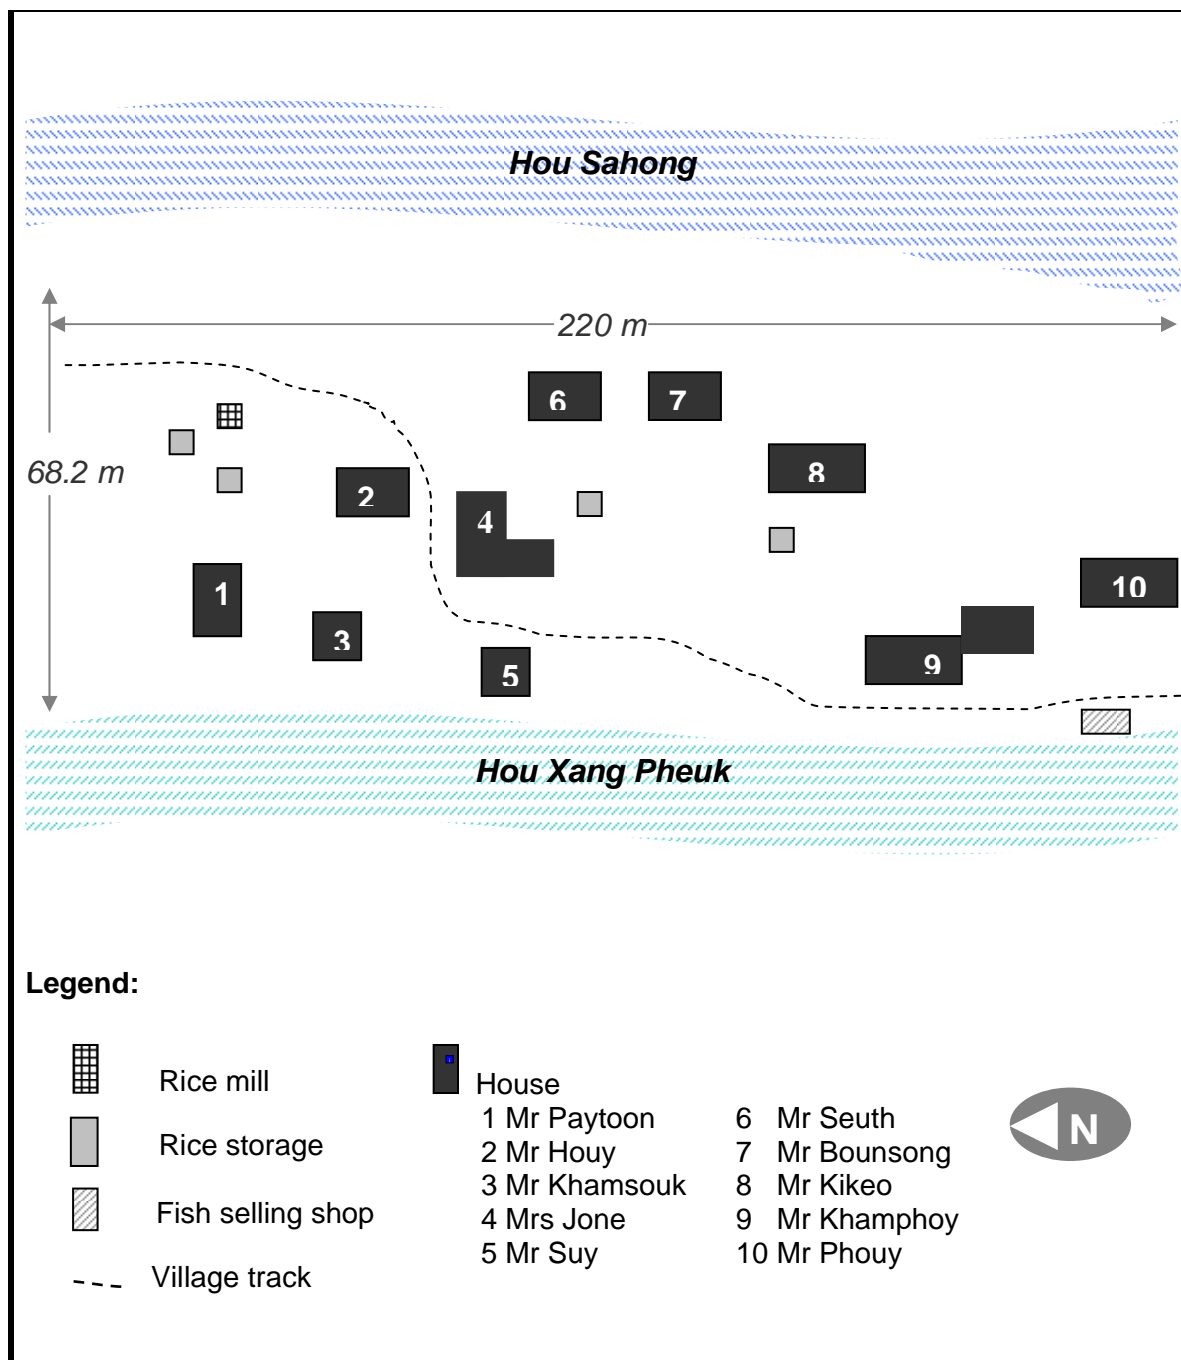 Hou Sahong
220 m
6
7
68.2 m
2
8
4
1
10
3
9
5
Hou Xang Pheuk
Legend:
Rice mill
House
1 Mr Paytoon
6 Mr Seuth
N
2 Mr Houy
7 Mr Bounsong
Rice storage
3 Mr Khamsouk
8 Mr Kikeo
Fish selling shop
4 Mrs Jone
9 Mr Khamphoy
5 Mr Suy
10 Mr Phouy
Village track